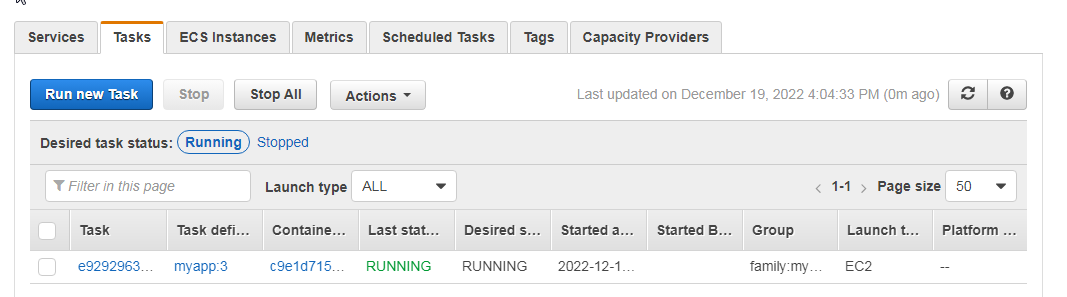 Services Tasks ECS Instances Metrics Scheduled Tasks Tags Capacity Providers
Run new Task Stop Stop All Actions Last updated on December 19, 2022 4:04:33 PM (0m ago)
Desired task status: Running Stopped
Filter in this page Launch type ALL < 1-1 > Page size 50
Task Task defi... Containe... Last stat... Desired s... Started a... Started B... Group Launch t... Platform ...
e9292963... myapp:3 c9e1d715... RUNNING RUNNING 2022-12-1... family:my... EC2 --